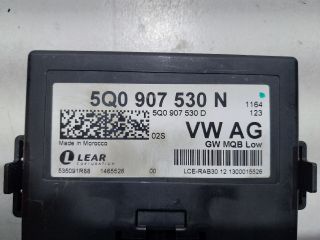 5Q0 907 530 N 1164
5Q0 907 530 D 123
02S VW AG
Made in Morocco GW MQB Low
LEAR
CORPORATION
535091R88 1465526 00 LCE-RAB30 12 1300015526